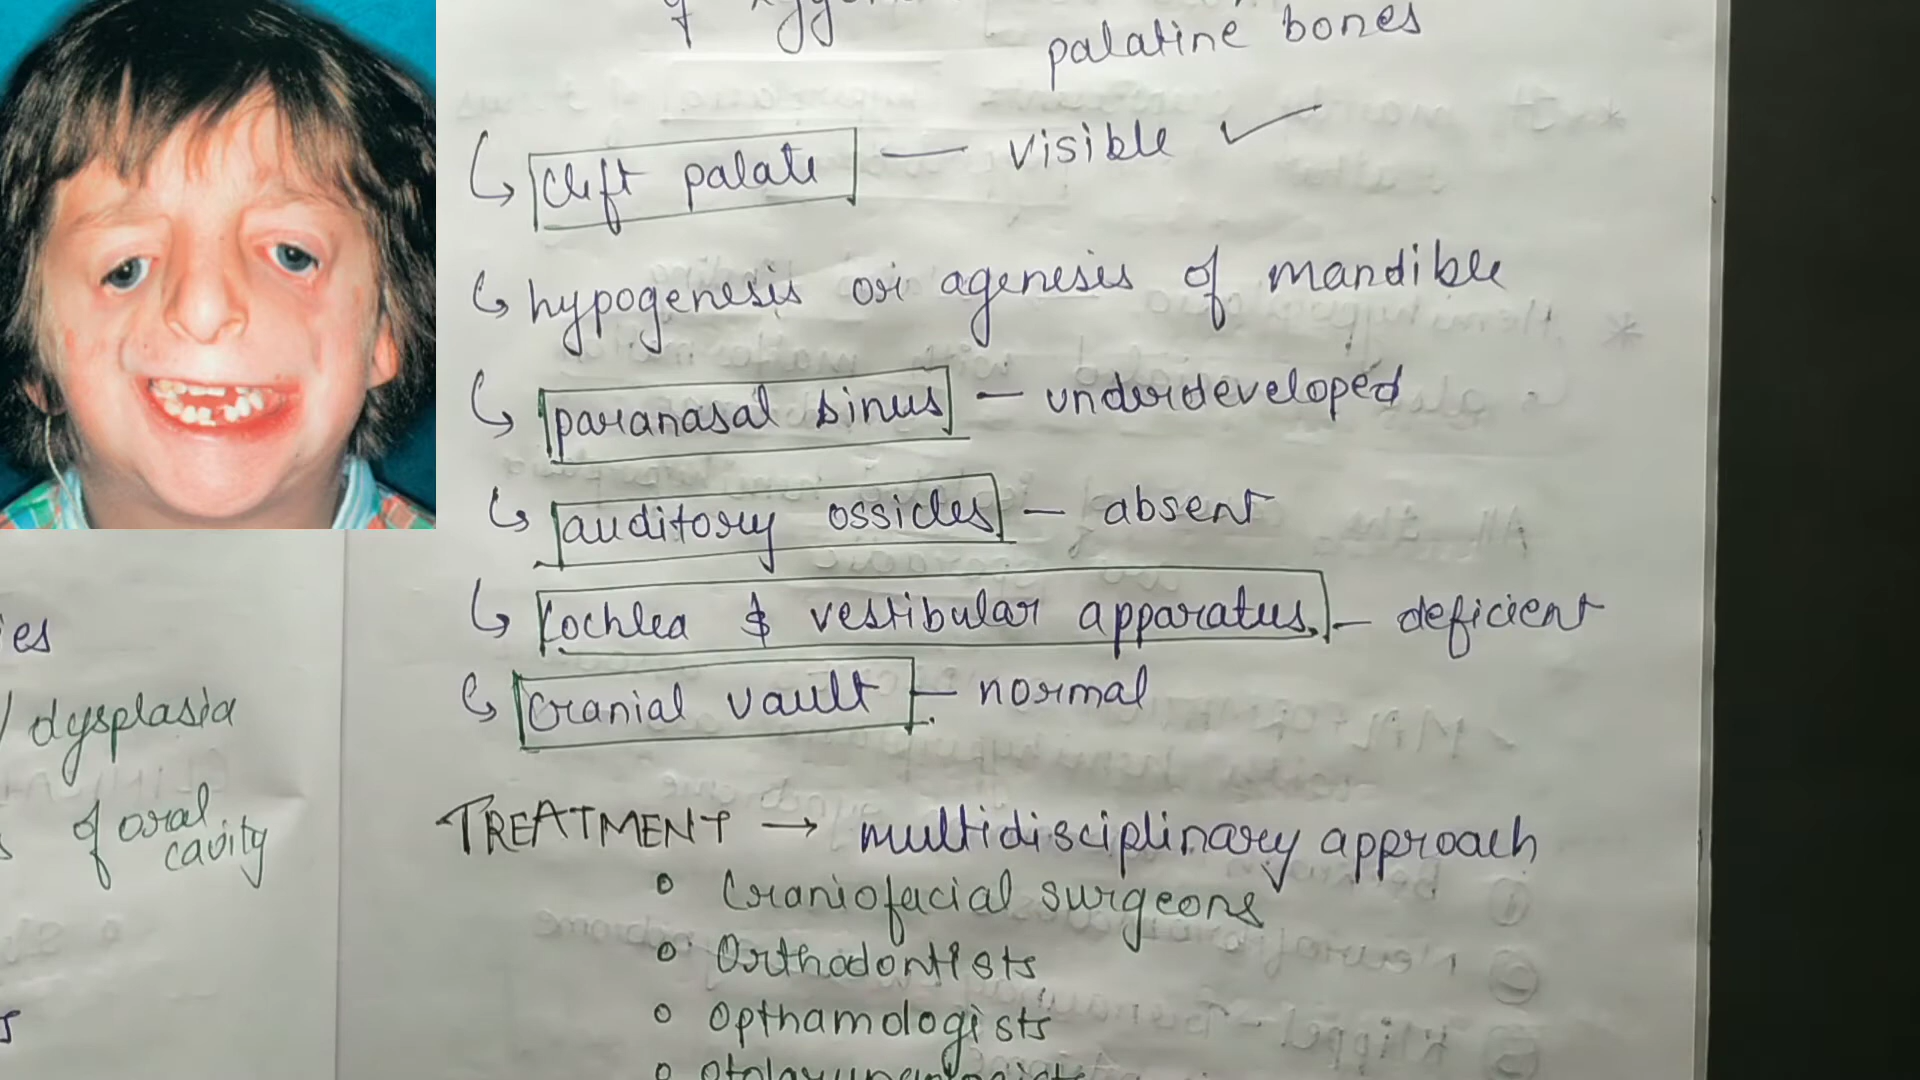 palatine bones
↳ cleft palate — visible ✓
↳ hypogenesis or agenesis of mandible
↳ paranasal sinus — underdeveloped
↳ auditory ossicles — absent
↳ Cochlea & vestibular apparatus. — deficient
↳ cranial vault — normal
TREATMENT → multidisciplinary approach
○ Craniofacial surgeons
○ Orthodontists
○ Opthamologists
ies
/ dysplasia
of oral
cavity